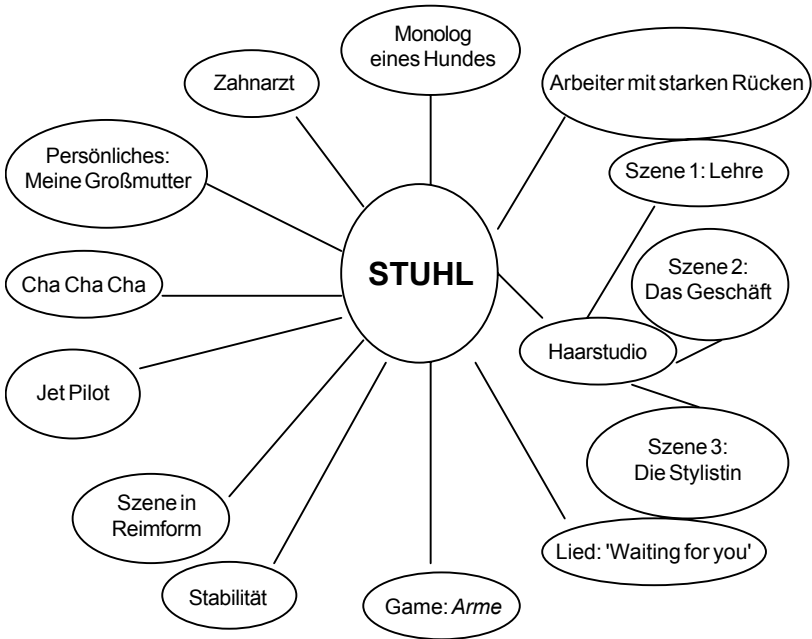 Monolog
eines Hundes
Zahnarzt
Arbeiter mit starken Rücken
Persönliches:
Meine Großmutter
Szene 1: Lehre
STUHL
Szene 2:
Das Geschäft
Cha Cha Cha
Haarstudio
Jet Pilot
Szene 3:
Die Stylistin
Szene in
Reimform
Lied: 'Waiting for you'
Stabilität
Game: Arme